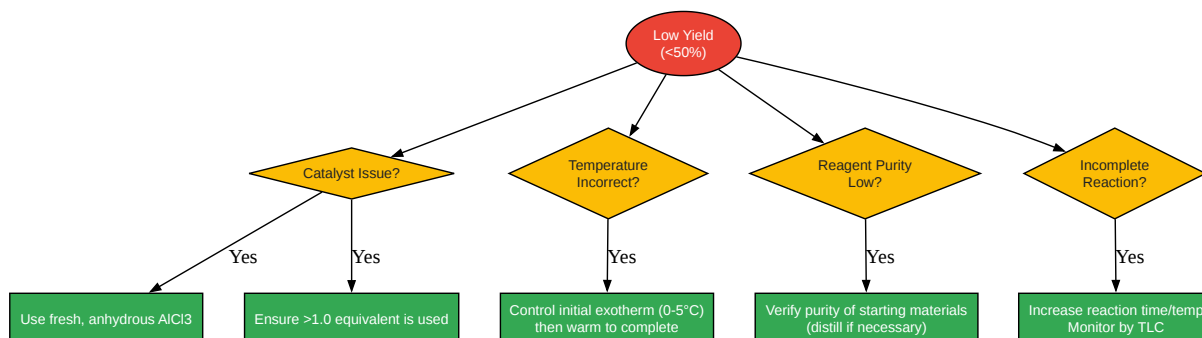 Low Yield
(<50%)
Catalyst Issue?
Temperature
Incorrect?
Reagent Purity
Low?
Incomplete
Reaction?
Yes
Yes
Yes
Yes
Yes
Use fresh, anhydrous AlCl3
Ensure >1.0 equivalent is used
Control initial exotherm (0-5°C)
then warm to complete
Verify purity of starting materials
(distill if necessary)
Increase reaction time/temp
Monitor by TLC